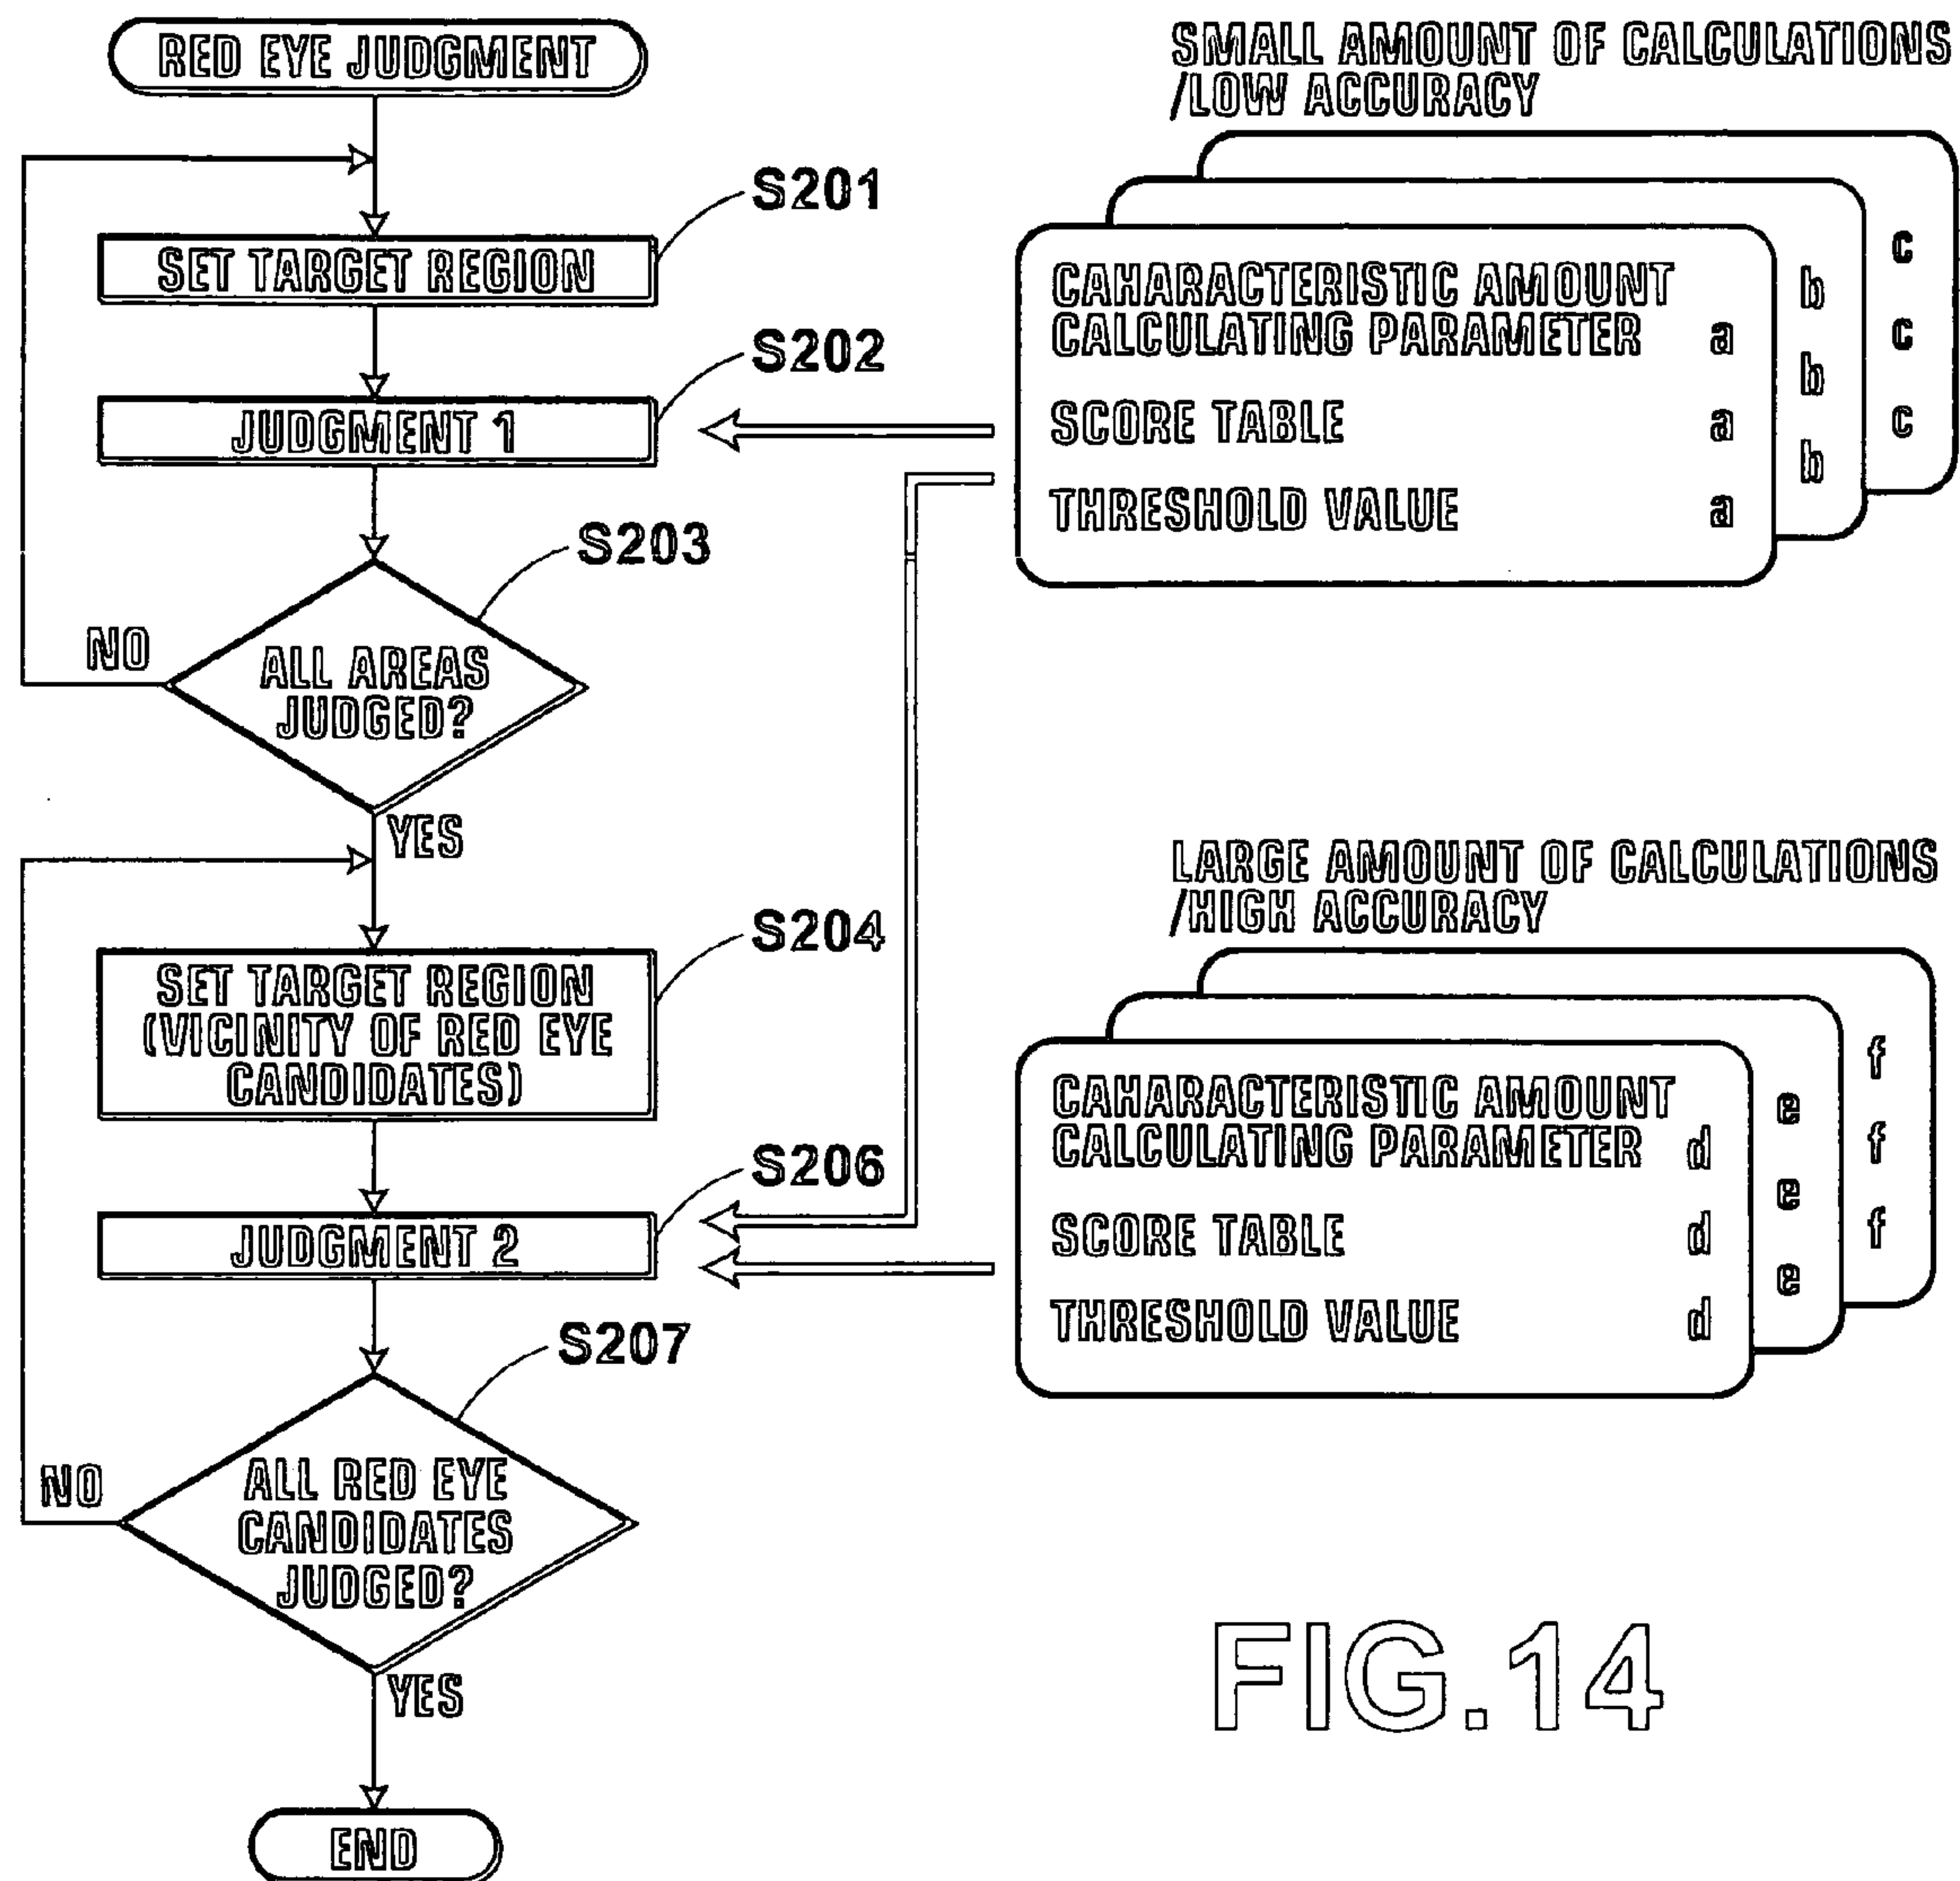 RED EYE JUDGMENT
S201
SET TARGET REGION
S202
JUDGMENT 1
S203
ALL AREAS
JUDGED?
NO
YES
S204
SET TARGET REGION
(VICINITY OF RED EYE
CANDIDATES)
S206
JUDGMENT 2
S207
ALL RED EYE
CANDIDATES
JUDGED?
NO
YES
END
SMALL AMOUNT OF CALCULATIONS
/LOW ACCURACY
CAHARACTERISTIC AMOUNT
CALCULATING PARAMETER a
SCORE TABLE a
THRESHOLD VALUE a
b
b
b
c
c
c
LARGE AMOUNT OF CALCULATIONS
/HIGH ACCURACY
CAHARACTERISTIC AMOUNT
CALCULATING PARAMETER d
SCORE TABLE d
THRESHOLD VALUE d
e
e
e
f
f
f
FIG.14